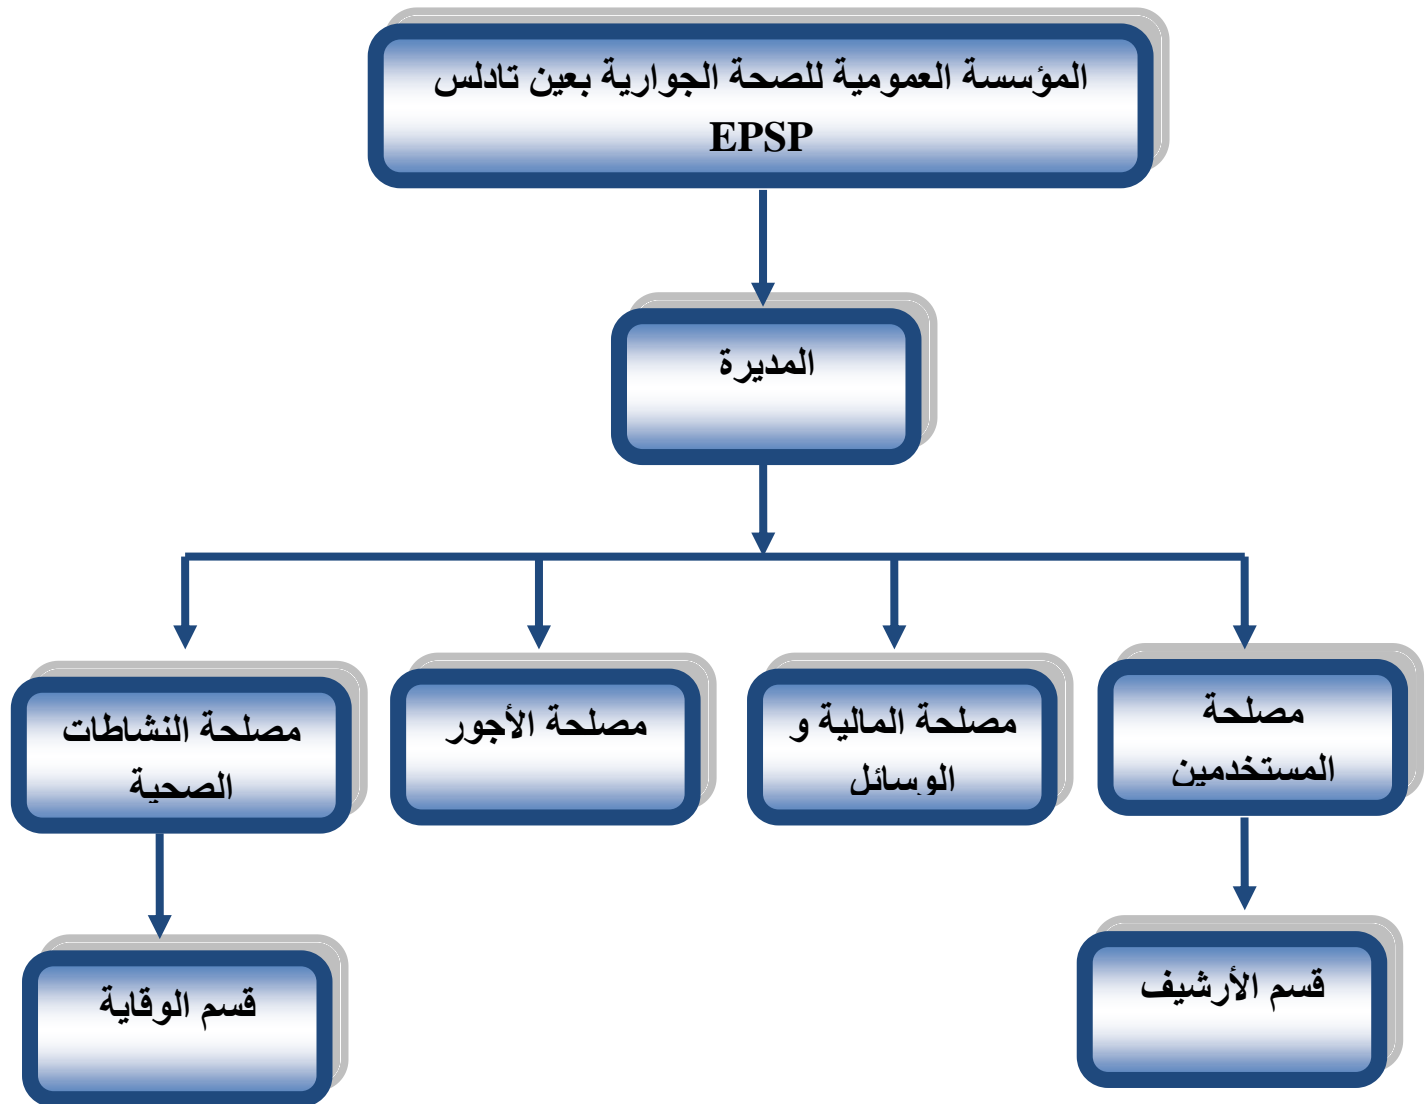 المؤسسة العمومية للصحة الجوارية بعين تادلس
EPSP
المديرة
مصلحة
المستخدمين
مصلحة المالية و
الوسائل
مصلحة الأجور
مصلحة النشاطات
الصحية
قسم الأرشيف
قسم الوقاية